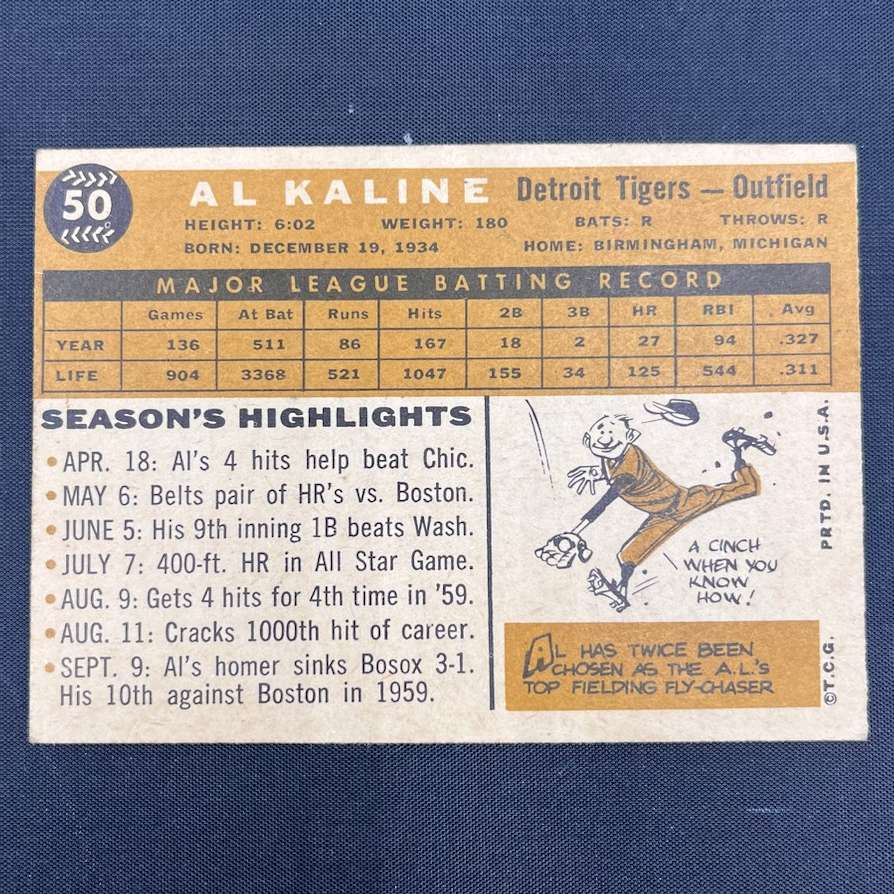 50
AL KALINE Detroit Tigers — Outfield
HEIGHT: 6:02 WEIGHT: 180 BATS: R THROWS: R
BORN: DECEMBER 19, 1934 HOME: BIRMINGHAM, MICHIGAN
MAJOR LEAGUE BATTING RECORD
Games At Bat Runs Hits 2B 3B HR RBI Avg
YEAR 136 511 86 167 18 2 27 94 .327
LIFE 904 3368 521 1047 155 34 125 544 .311
SEASON'S HIGHLIGHTS
• APR. 18: Al's 4 hits help beat Chic.
• MAY 6: Belts pair of HR's vs. Boston.
• JUNE 5: His 9th inning 1B beats Wash.
• JULY 7: 400-ft. HR in All Star Game.
• AUG. 9: Gets 4 hits for 4th time in '59.
• AUG. 11: Cracks 1000th hit of career.
• SEPT. 9: Al's homer sinks Bosox 3-1.
His 10th against Boston in 1959.
A CINCH
WHEN YOU
KNOW
HOW!
AL HAS TWICE BEEN
CHOSEN AS THE A.L.'S
TOP FIELDING FLY-CHASER
PRTD. IN U.S.A.
©T.C.G.